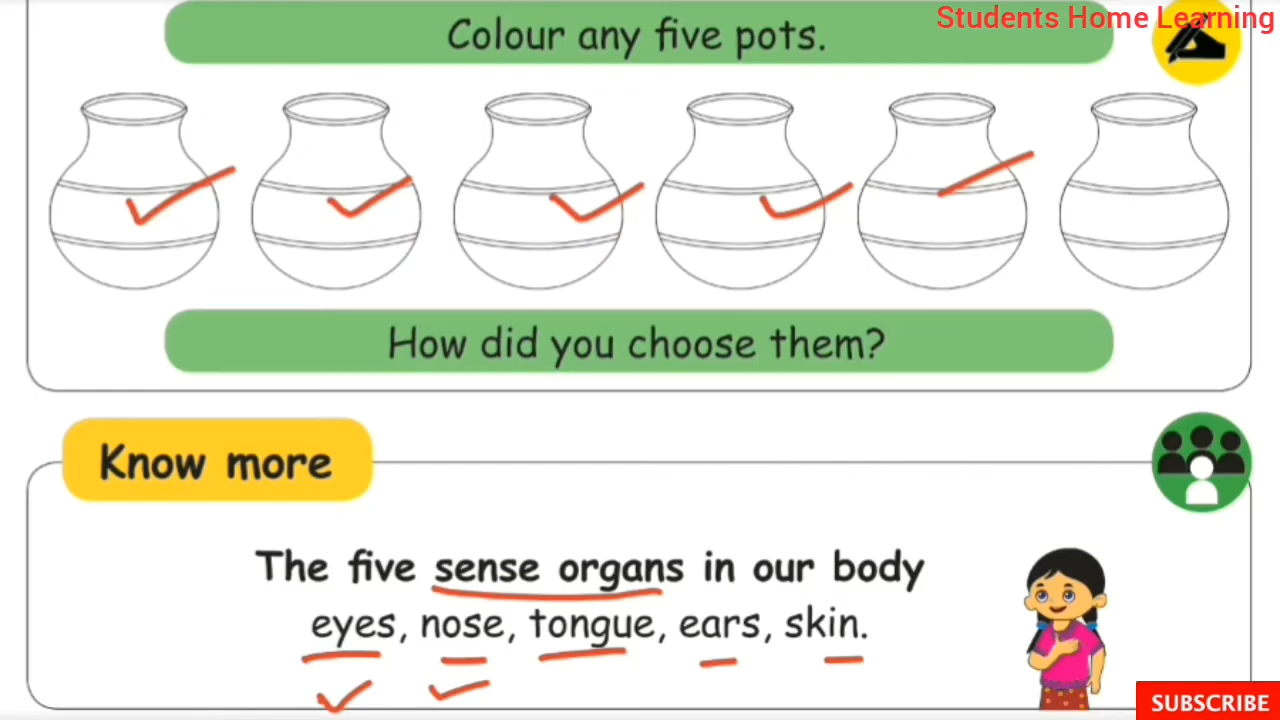 Students Home Learning
Colour any five pots.
How did you choose them?
Know more
The five sense organs in our body
eyes, nose, tongue, ears, skin.
SUBSCRIBE